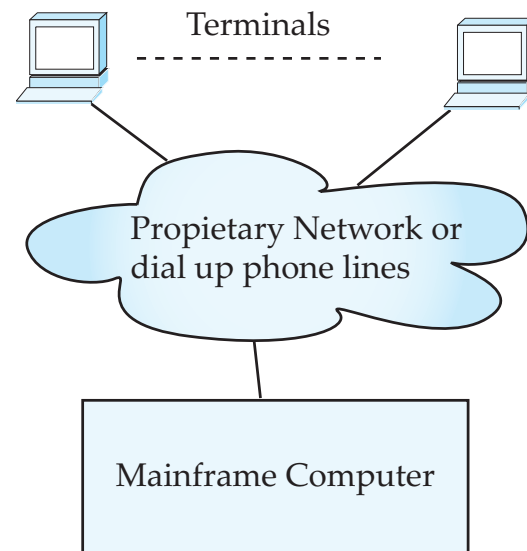 Terminals
Propietary Network or
dial up phone lines
Mainframe Computer